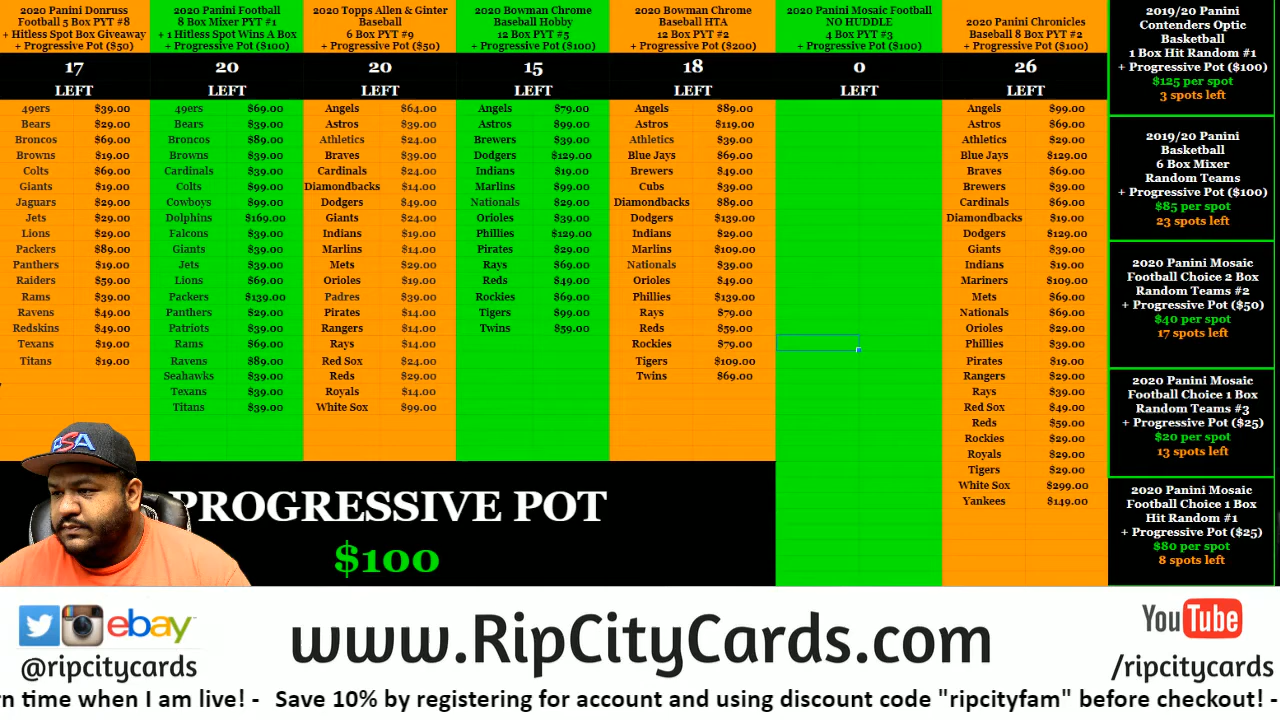 2020 Panini Donruss
Football 5 Box PYT #8
+ Hitless Spot Box Giveaway
+ Progressive Pot ($50)
17
LEFT
49ers $39.00
Bears $29.00
Broncos $69.00
Browns $19.00
Colts $69.00
Giants $19.00
Jaguars $29.00
Jets $29.00
Lions $29.00
Packers $89.00
Panthers $19.00
Raiders $59.00
Rams $39.00
Ravens $49.00
Redskins $49.00
Texans $19.00
Titans $19.00
2020 Panini Football
8 Box Mixer PYT #1
+ 1 Hitless Spot Wins A Box
+ Progressive Pot ($100)
20
LEFT
49ers $69.00
Bears $39.00
Broncos $89.00
Browns $39.00
Cardinals $39.00
Colts $99.00
Cowboys $99.00
Dolphins $169.00
Falcons $39.00
Giants $39.00
Jets $39.00
Lions $69.00
Packers $139.00
Panthers $29.00
Patriots $39.00
Rams $69.00
Ravens $89.00
Seahawks $39.00
Texans $39.00
Titans $39.00
2020 Topps Allen & Ginter
Baseball
6 Box PYT #9
+ Progressive Pot ($50)
20
LEFT
Angels $64.00
Astros $39.00
Athletics $24.00
Braves $39.00
Cardinals $24.00
Diamondbacks $14.00
Dodgers $49.00
Giants $24.00
Indians $19.00
Marlins $14.00
Mets $29.00
Orioles $19.00
Padres $39.00
Pirates $14.00
Rangers $14.00
Rays $14.00
Red Sox $24.00
Reds $29.00
Royals $14.00
White Sox $99.00
2020 Bowman Chrome
Baseball Hobby
12 Box PYT #5
+ Progressive Pot ($100)
15
LEFT
Angels $79.00
Astros $99.00
Brewers $39.00
Dodgers $129.00
Indians $19.00
Marlins $99.00
Nationals $29.00
Orioles $39.00
Phillies $129.00
Pirates $29.00
Rays $69.00
Reds $49.00
Rockies $69.00
Tigers $99.00
Twins $59.00
2020 Bowman Chrome
Baseball HTA
12 Box PYT #2
+ Progressive Pot ($200)
18
LEFT
Angels $89.00
Astros $119.00
Athletics $39.00
Blue Jays $69.00
Brewers $49.00
Cubs $39.00
Diamondbacks $89.00
Dodgers $139.00
Indians $29.00
Marlins $109.00
Nationals $39.00
Orioles $49.00
Phillies $139.00
Rays $79.00
Reds $59.00
Rockies $79.00
Tigers $109.00
Twins $69.00
2020 Panini Mosaic Football
NO HUDDLE
4 Box PYT #3
+ Progressive Pot ($100)
0
LEFT
2020 Panini Chronicles
Baseball 8 Box PYT #2
+ Progressive Pot ($100)
26
LEFT
Angels $99.00
Astros $69.00
Athletics $29.00
Blue Jays $129.00
Braves $69.00
Brewers $39.00
Cardinals $69.00
Diamondbacks $19.00
Dodgers $129.00
Giants $39.00
Indians $19.00
Mariners $109.00
Mets $69.00
Nationals $69.00
Orioles $29.00
Phillies $39.00
Pirates $19.00
Rangers $29.00
Rays $39.00
Red Sox $49.00
Reds $59.00
Rockies $29.00
Royals $29.00
Tigers $29.00
White Sox $299.00
Yankees $149.00
2019/20 Panini
Contenders Optic
Basketball
1 Box Hit Random #1
+ Progressive Pot ($100)
$125 per spot
3 spots left
2019/20 Panini
Basketball
6 Box Mixer
Random Teams
+ Progressive Pot ($100)
$85 per spot
23 spots left
2020 Panini Mosaic
Football Choice 2 Box
Random Teams #2
+ Progressive Pot ($50)
$40 per spot
17 spots left
2020 Panini Mosaic
Football Choice 1 Box
Random Teams #3
+ Progressive Pot ($25)
$20 per spot
13 spots left
2020 Panini Mosaic
Football Choice 1 Box
Hit Random #1
+ Progressive Pot ($25)
$80 per spot
8 spots left
PROGRESSIVE POT
$100
USA
ebay
@ripcitycards
www.RipCityCards.com
YouTube
/ripcitycards
rn time when I am live! - Save 10% by registering for account and using discount code "ripcityfam" before checkout! -